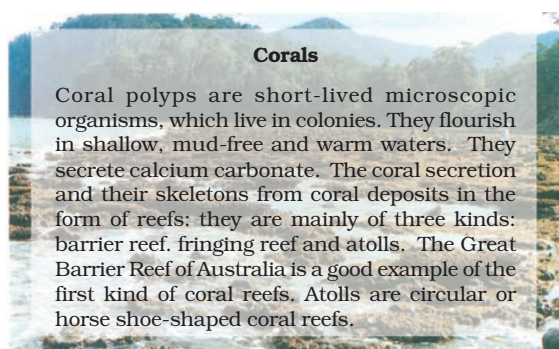 Corals
Coral polyps are short-lived microscopic
organisms, which live in colonies. They flourish
in shallow, mud-free and warm waters. They
secrete calcium carbonate. The coral secretion
and their skeletons from coral deposits in the
form of reefs: they are mainly of three kinds:
barrier reef. fringing reef and atolls. The Great
Barrier Reef of Australia is a good example of the
first kind of coral reefs. Atolls are circular or
horse shoe-shaped coral reefs.